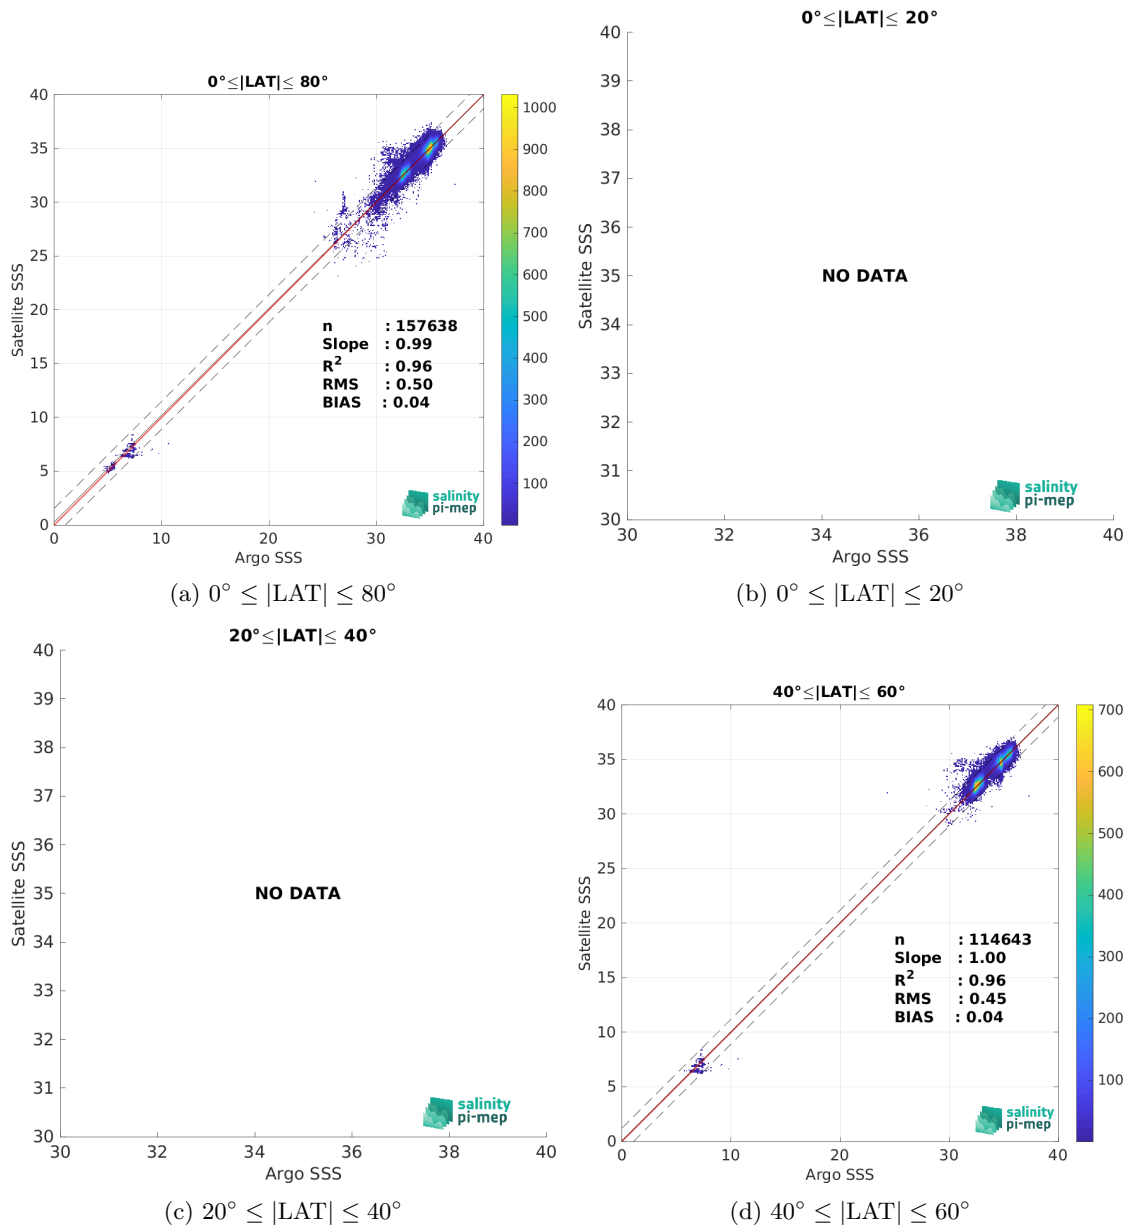 0°≤|LAT|≤ 80°
40
35
30
25
20
15
10
5
0
Satellite SSS
n : 157638
Slope : 0.99
R² : 0.96
RMS : 0.50
BIAS : 0.04
salinity
pi-mep
0 10 20 30 40
Argo SSS
1000
900
800
700
600
500
400
300
200
100
(a) 0° ≤ |LAT| ≤ 80°
0°≤|LAT|≤ 20°
40
39
38
37
36
35
34
33
32
31
30
Satellite SSS
NO DATA
salinity
pi-mep
30 32 34 36 38 40
Argo SSS
(b) 0° ≤ |LAT| ≤ 20°
20°≤|LAT|≤ 40°
40
39
38
37
36
35
34
33
32
31
30
Satellite SSS
NO DATA
salinity
pi-mep
30 32 34 36 38 40
Argo SSS
(c) 20° ≤ |LAT| ≤ 40°
40°≤|LAT|≤ 60°
40
35
30
25
20
15
10
5
0
Satellite SSS
n : 114643
Slope : 1.00
R² : 0.96
RMS : 0.45
BIAS : 0.04
salinity
pi-mep
0 10 20 30 40
Argo SSS
700
600
500
400
300
200
100
(d) 40° ≤ |LAT| ≤ 60°